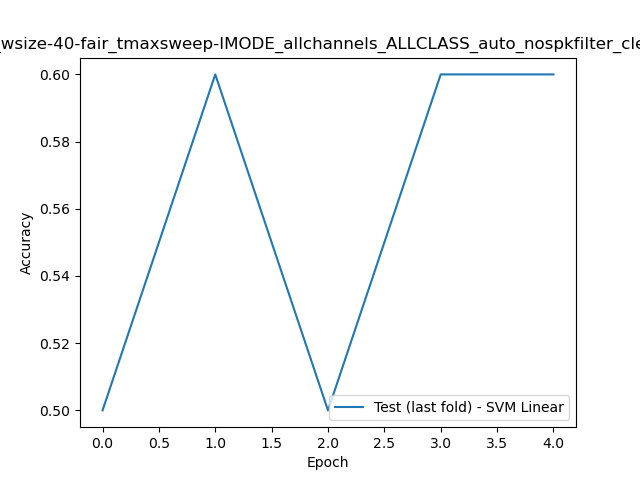 wsize-40-fair_tmaxsweep-IMODE_allchannels_ALLCLASS_auto_nospkfilter_cle
0.60
0.58
0.56
0.54
0.52
0.50
Accuracy
Test (last fold) - SVM Linear
0.0 0.5 1.0 1.5 2.0 2.5 3.0 3.5 4.0
Epoch